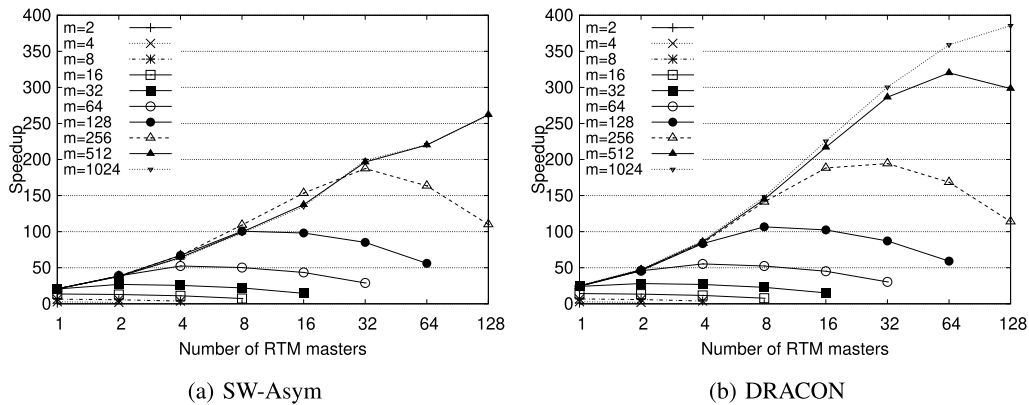 400
350
300
250
200
150
100
50
0
Speedup
m=2
m=4
m=8
m=16
m=32
m=64
m=128
m=256
m=512
m=1024
1 2 4 8 16 32 64 128
Number of RTM masters
(a) SW-Asym
400
350
300
250
200
150
100
50
0
Speedup
m=2
m=4
m=8
m=16
m=32
m=64
m=128
m=256
m=512
m=1024
1 2 4 8 16 32 64 128
Number of RTM masters
(b) DRACON